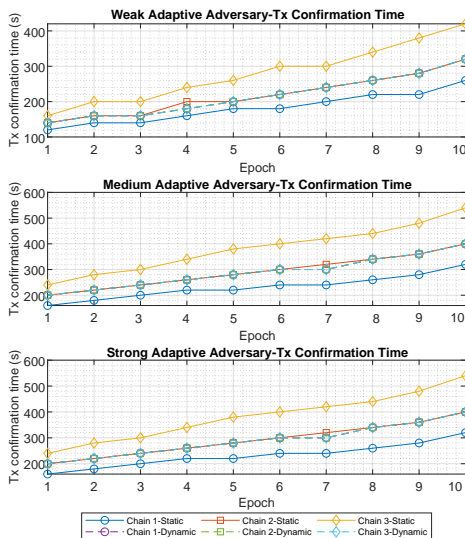 Weak Adaptive Adversary-Tx Confirmation Time
Tx confirmation time (s)
400
300
200
100
1 2 3 4 5 6 7 8 9 10
Epoch
Medium Adaptive Adversary-Tx Confirmation Time
Tx confirmation time (s)
600
500
400
300
200
1 2 3 4 5 6 7 8 9 10
Epoch
Strong Adaptive Adversary-Tx Confirmation Time
Tx confirmation time (s)
600
500
400
300
200
1 2 3 4 5 6 7 8 9 10
Epoch
Chain 1-Static Chain 2-Static Chain 3-Static
Chain 1-Dynamic Chain 2-Dynamic Chain 3-Dynamic